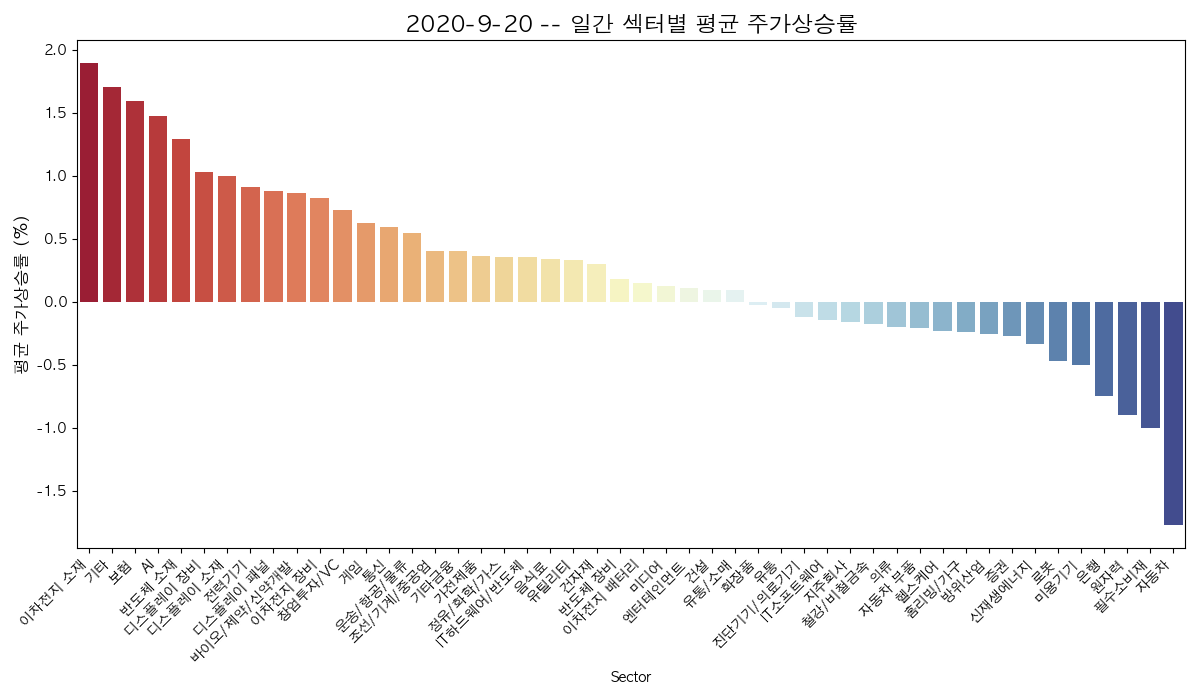 2020-9-20 -- 일간 섹터별 평균 주가상승률
평균 주가상승률 (%)
2.0
1.5
1.0
0.5
0.0
-0.5
-1.0
-1.5
이차전지 소재
기타
보험
AI
반도체 소재
디스플레이 장비
디스플레이 소재
전력기기
디스플레이 패널
바이오/제약/신약개발
이차전지 장비
창업투자/VC
게임
통신
운송/항공/물류
조선/기계/중공업
기타금융
가전제품
정유/화학/가스
IT하드웨어/반도체
음식료
유틸리티
건자재
반도체 장비
이차전지 배터리
미디어
엔터테인먼트
건설
유통/소매
화장품
유통
진단기기/의료기기
IT소프트웨어
지주회사
철강/비철금속
의류
자동차 부품
헬스케어
홈리빙/가구
방위산업
증권
신재생에너지
로봇
미용기기
은행
원자력
필수소비재
자동차
Sector